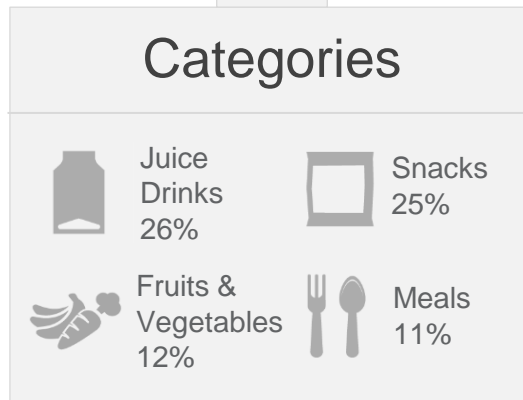 Categories
Juice
Drinks
26%
Snacks
25%
Fruits &
Vegetables
12%
Meals
11%